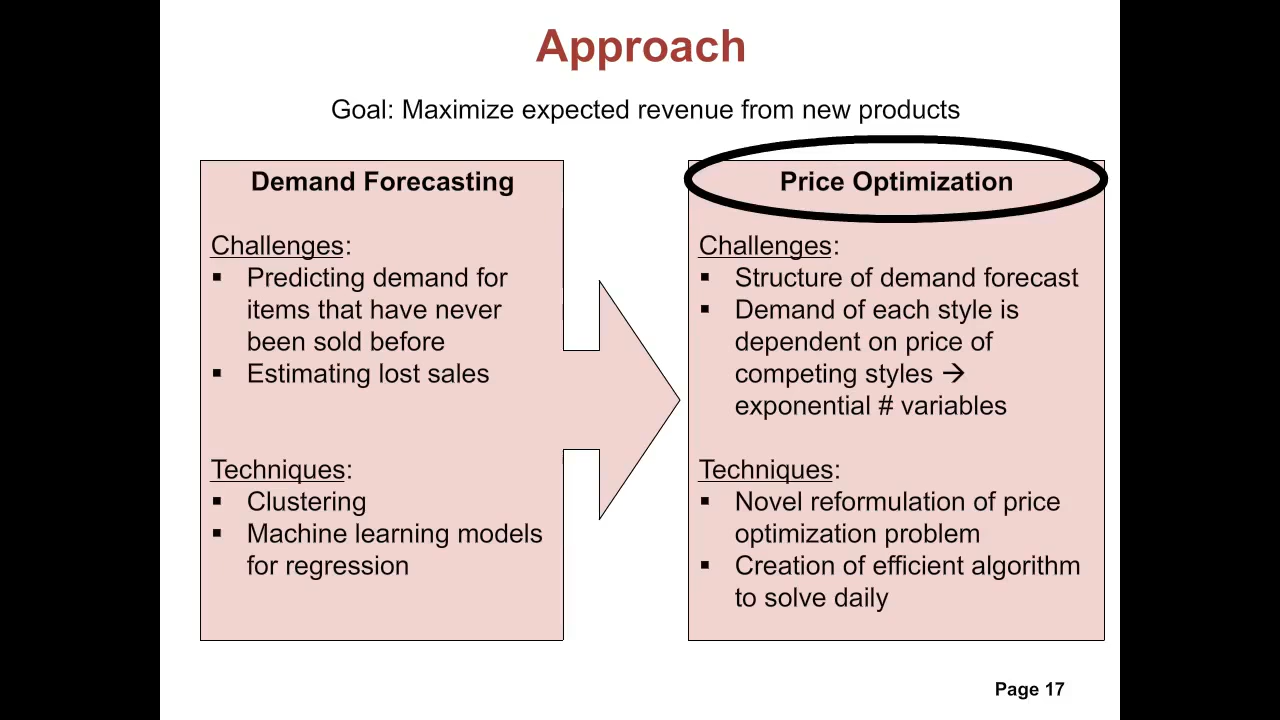 Approach
Goal: Maximize expected revenue from new products
Demand Forecasting
Challenges:
▪ Predicting demand for
items that have never
been sold before
▪ Estimating lost sales
Techniques:
▪ Clustering
▪ Machine learning models
for regression
Price Optimization
Challenges:
▪ Structure of demand forecast
▪ Demand of each style is
dependent on price of
competing styles →
exponential # variables
Techniques:
▪ Novel reformulation of price
optimization problem
▪ Creation of efficient algorithm
to solve daily
Page 17